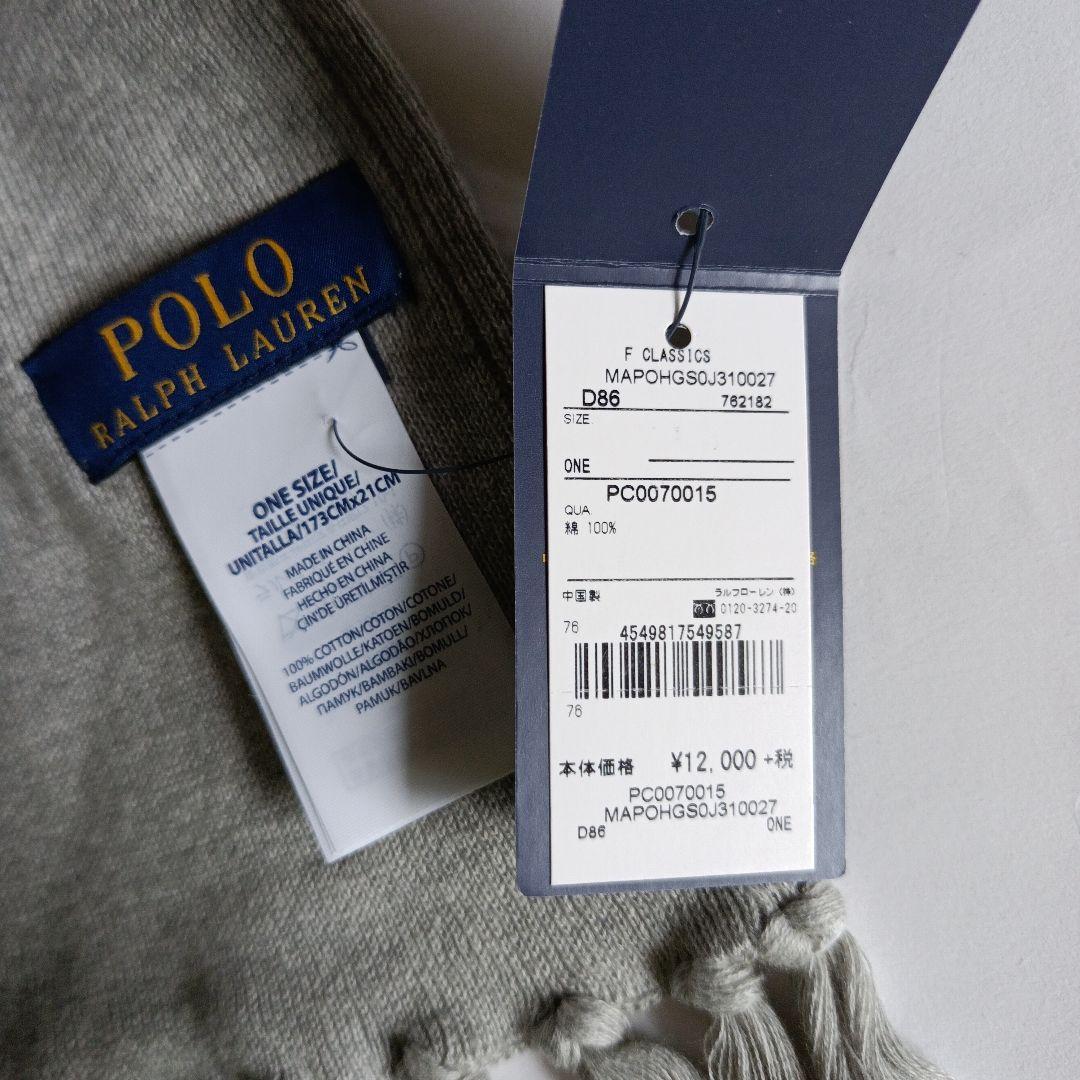 POLO
RALPH LAUREN
ONE SIZE/
TAILLE UNIQUE/
UNITALLA/173CMx21CM
MADE IN CHINA
FABRIQUÉ EN CHINE
HECHO EN CHINA
ÇIN'DE ÜRETİLMİŞTİR
100% COTTON/COTON/COTONE/
BAUMWOLLE/KATOEN/BOMULD/
ALGODÓN/ALGODÃO/ХЛОПОК/
ПАМУК/BAMBAKI/BOMULL/
PAMUK/BAVLNA
F CLASSICS
MAPOHGS0J310027
D86 762182
SIZE
ONE
PC0070015
QUA
綿 100%
中国製 ラルフローレン(株)
0120-3274-20
76 4549817549587
76
本体価格 ¥12,000+税
PC0070015
MAPOHGS0J310027
D86 ONE